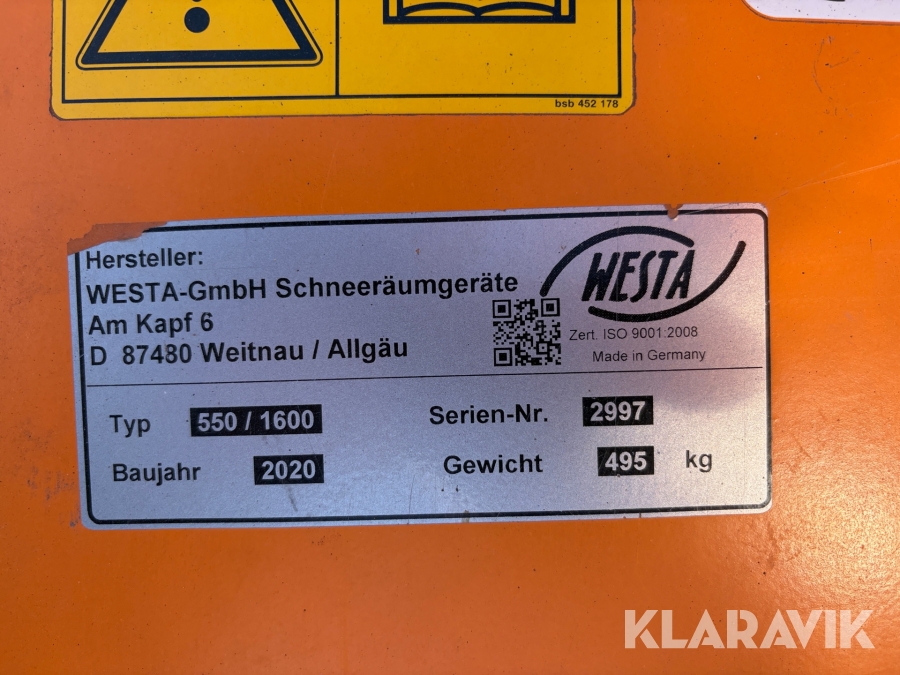 bsb 452 178
Hersteller:
WESTA-GmbH Schneeräumgeräte
Am Kapf 6
D 87480 Weitnau / Allgäu
WESTA
Zert. ISO 9001:2008
Made in Germany
Typ 550 / 1600 Serien-Nr. 2997
Baujahr 2020 Gewicht 495 kg
KLARAVIK